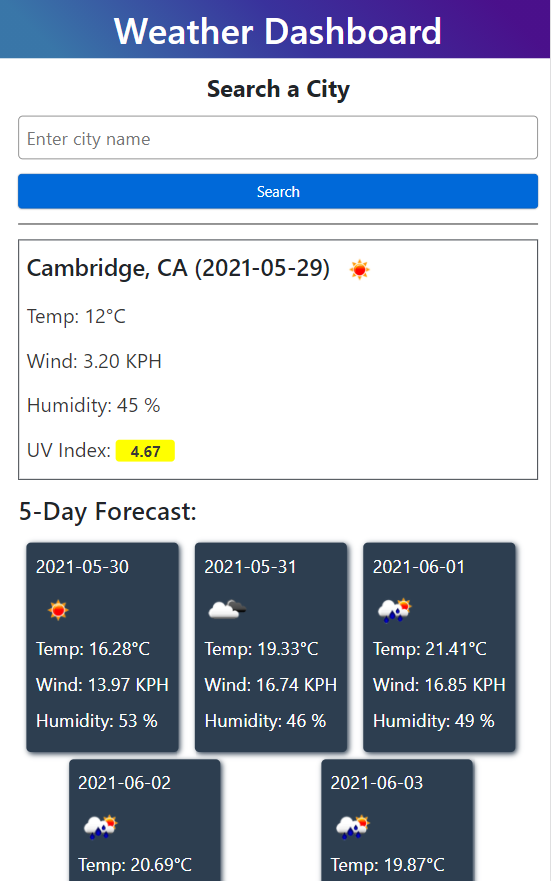 Weather Dashboard
Search a City
Enter city name
Search
Cambridge, CA (2021-05-29)
Temp: 12°C
Wind: 3.20 KPH
Humidity: 45 %
UV Index: 4.67
5-Day Forecast:
2021-05-30
Temp: 16.28°C
Wind: 13.97 KPH
Humidity: 53 %
2021-05-31
Temp: 19.33°C
Wind: 16.74 KPH
Humidity: 46 %
2021-06-01
Temp: 21.41°C
Wind: 16.85 KPH
Humidity: 49 %
2021-06-02
Temp: 20.69°C
2021-06-03
Temp: 19.87°C